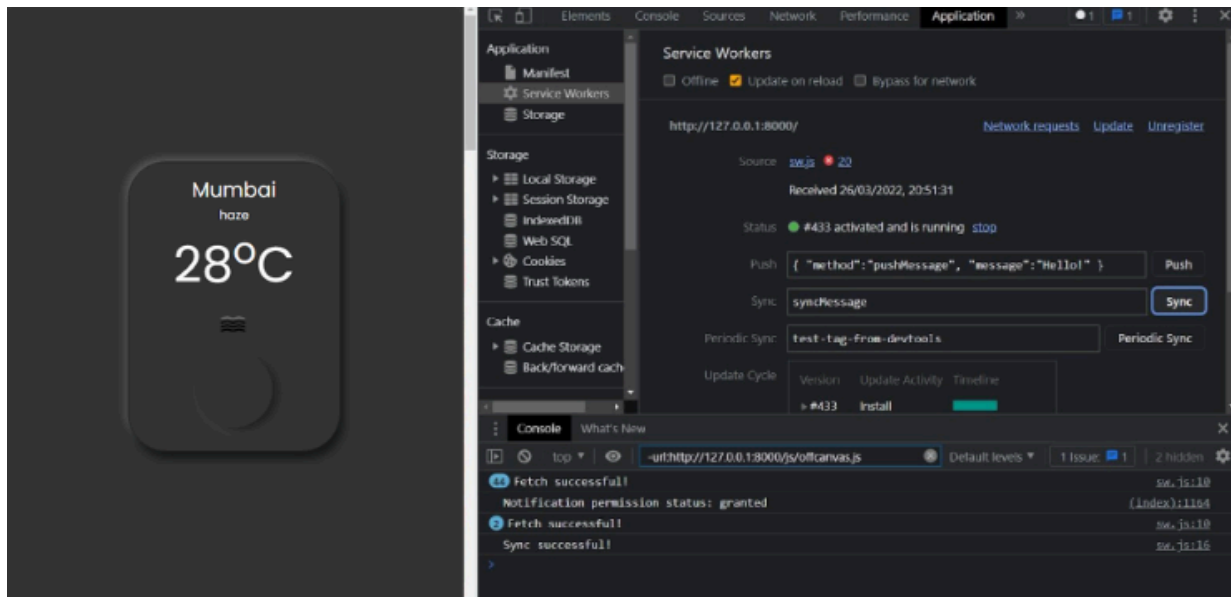 Mumbai
haze
28°C
Elements Console Sources Network Performance Application » 1 1
Application
Manifest
Service Workers
Storage
Storage
Local Storage
Session Storage
IndexedDB
Web SQL
Cookies
Trust Tokens
Cache
Cache Storage
Back/forward cach
Service Workers
Offline Update on reload Bypass for network
http://127.0.0.1:8000/ Network requests Update Unregister
Source sw.js 20
Received 26/03/2022, 20:51:31
Status #433 activated and is running stop
Push { "method":"pushMessage", "message":"Hello!" } Push
Sync syncMessage Sync
Periodic Sync test-tag-from-devtools Periodic Sync
Update Cycle Version Update Activity Timeline
#433 Install
Console What's New
top -url:http://127.0.0.1:8000/js/offcanvas.js Default levels 1 Issue: 1 2 hidden
44 Fetch successful! sw.js:10
Notification permission status: granted (index):1164
2 Fetch successful! sw.js:10
Sync successful! sw.js:16
>